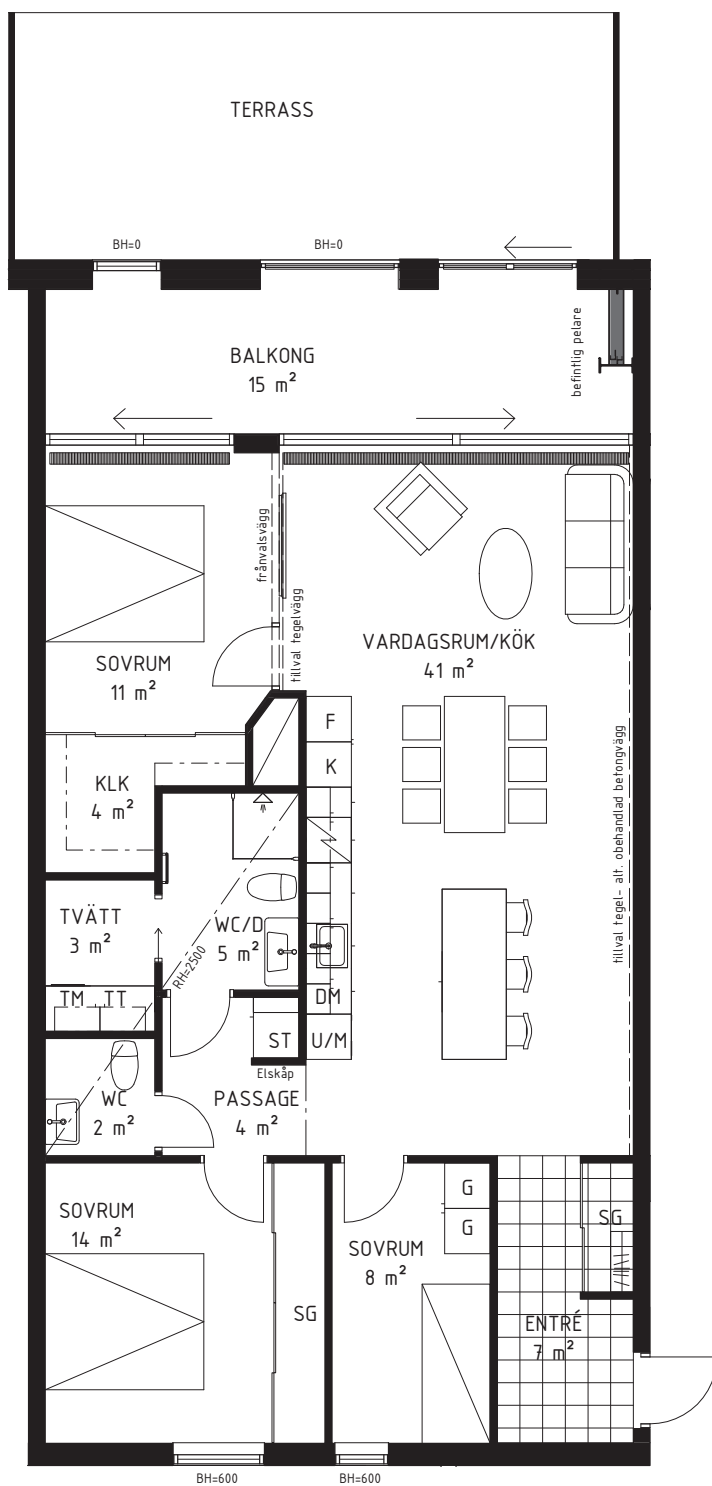 TERRASS
BH=0
BH=0
befintlig pelare
BALKONG
15 m²
frånvalsvägg
tillval tegelvägg
SOVRUM
11 m²
VARDAGSRUM/KÖK
41 m²
F
K
KLK
4 m²
tillval tegel- alt. obehandlad betongvägg
TVÄTT
3 m²
WC/D
5 m²
RH=2500
TM
TT
DM
ST
U/M
Elskåp
WC
2 m²
PASSAGE
4 m²
SOVRUM
14 m²
SG
SOVRUM
8 m²
G
G
SG
ENTRÉ
7 m²
BH=600
BH=600